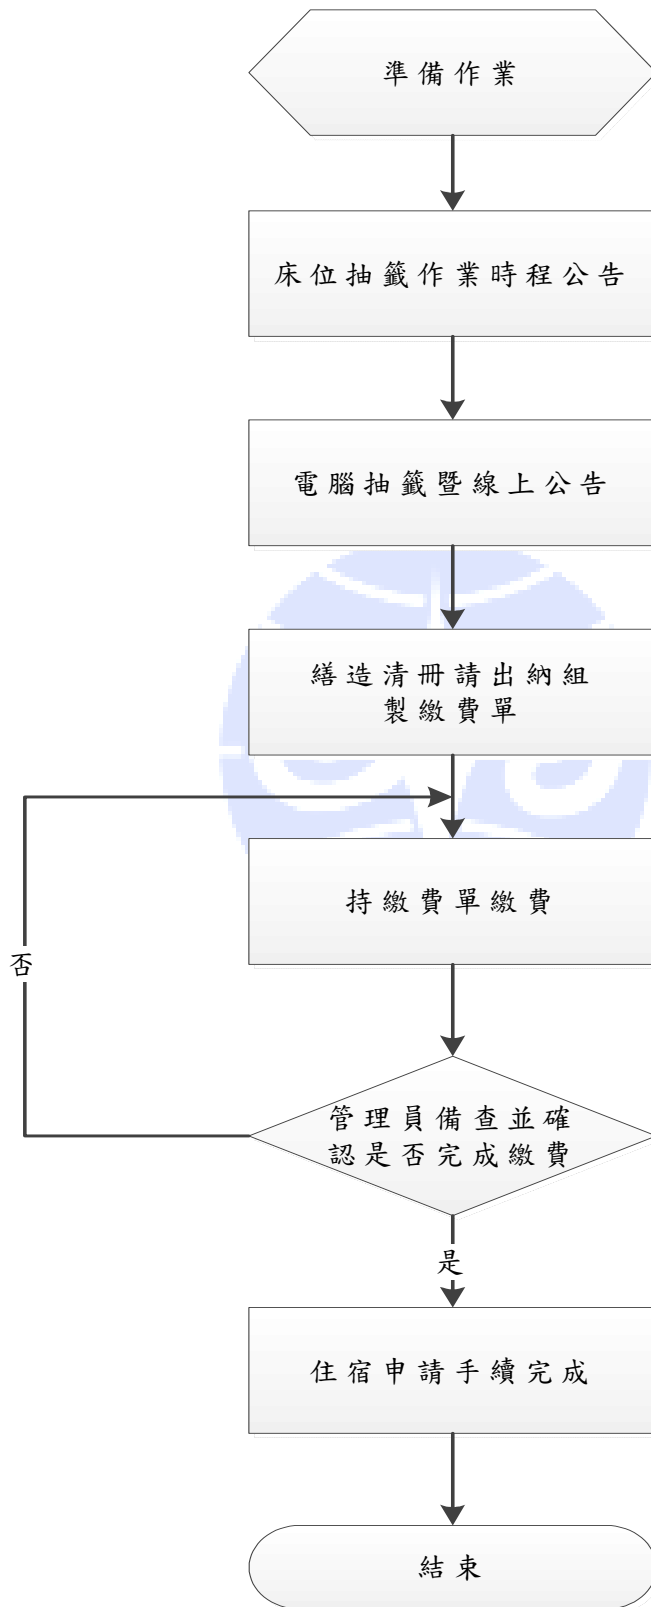 準備作業
床位抽籤作業時程公告
電腦抽籤暨線上公告
繕造清冊請出納組
製繳費單
持繳費單繳費
否
管理員備查並確
認是否完成繳費
是
住宿申請手續完成
結束